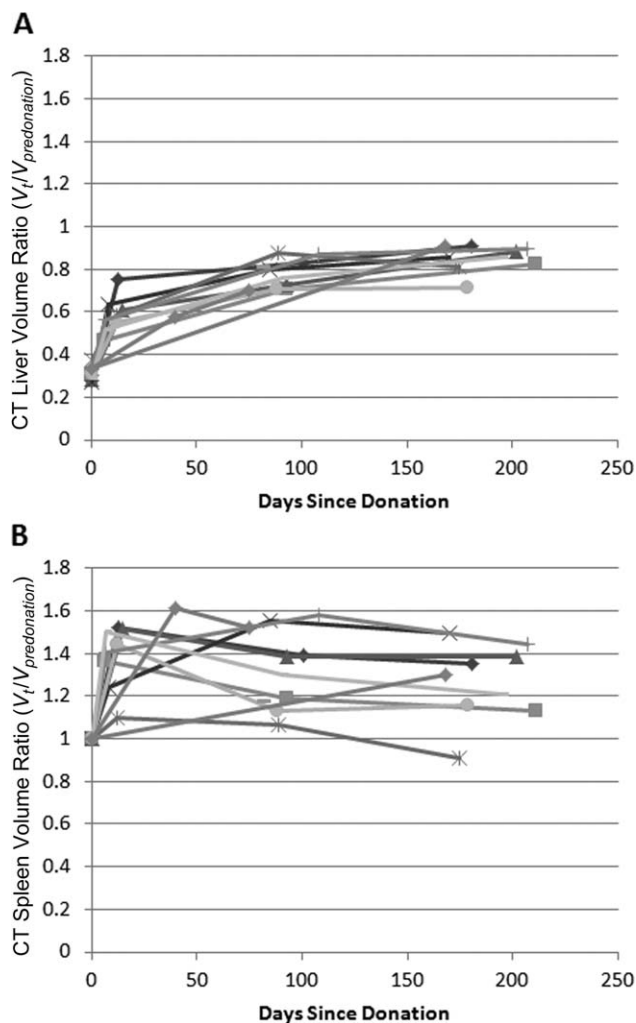 A
CT Liver Volume Ratio (Vt/Vpredonation)
1.8
1.6
1.4
1.2
1
0.8
0.6
0.4
0.2
0
0 50 100 150 200 250
Days Since Donation
B
CT Spleen Volume Ratio (Vt/Vpredonation)
1.8
1.6
1.4
1.2
1
0.8
0.6
0.4
0.2
0
0 50 100 150 200 250
Days Since Donation